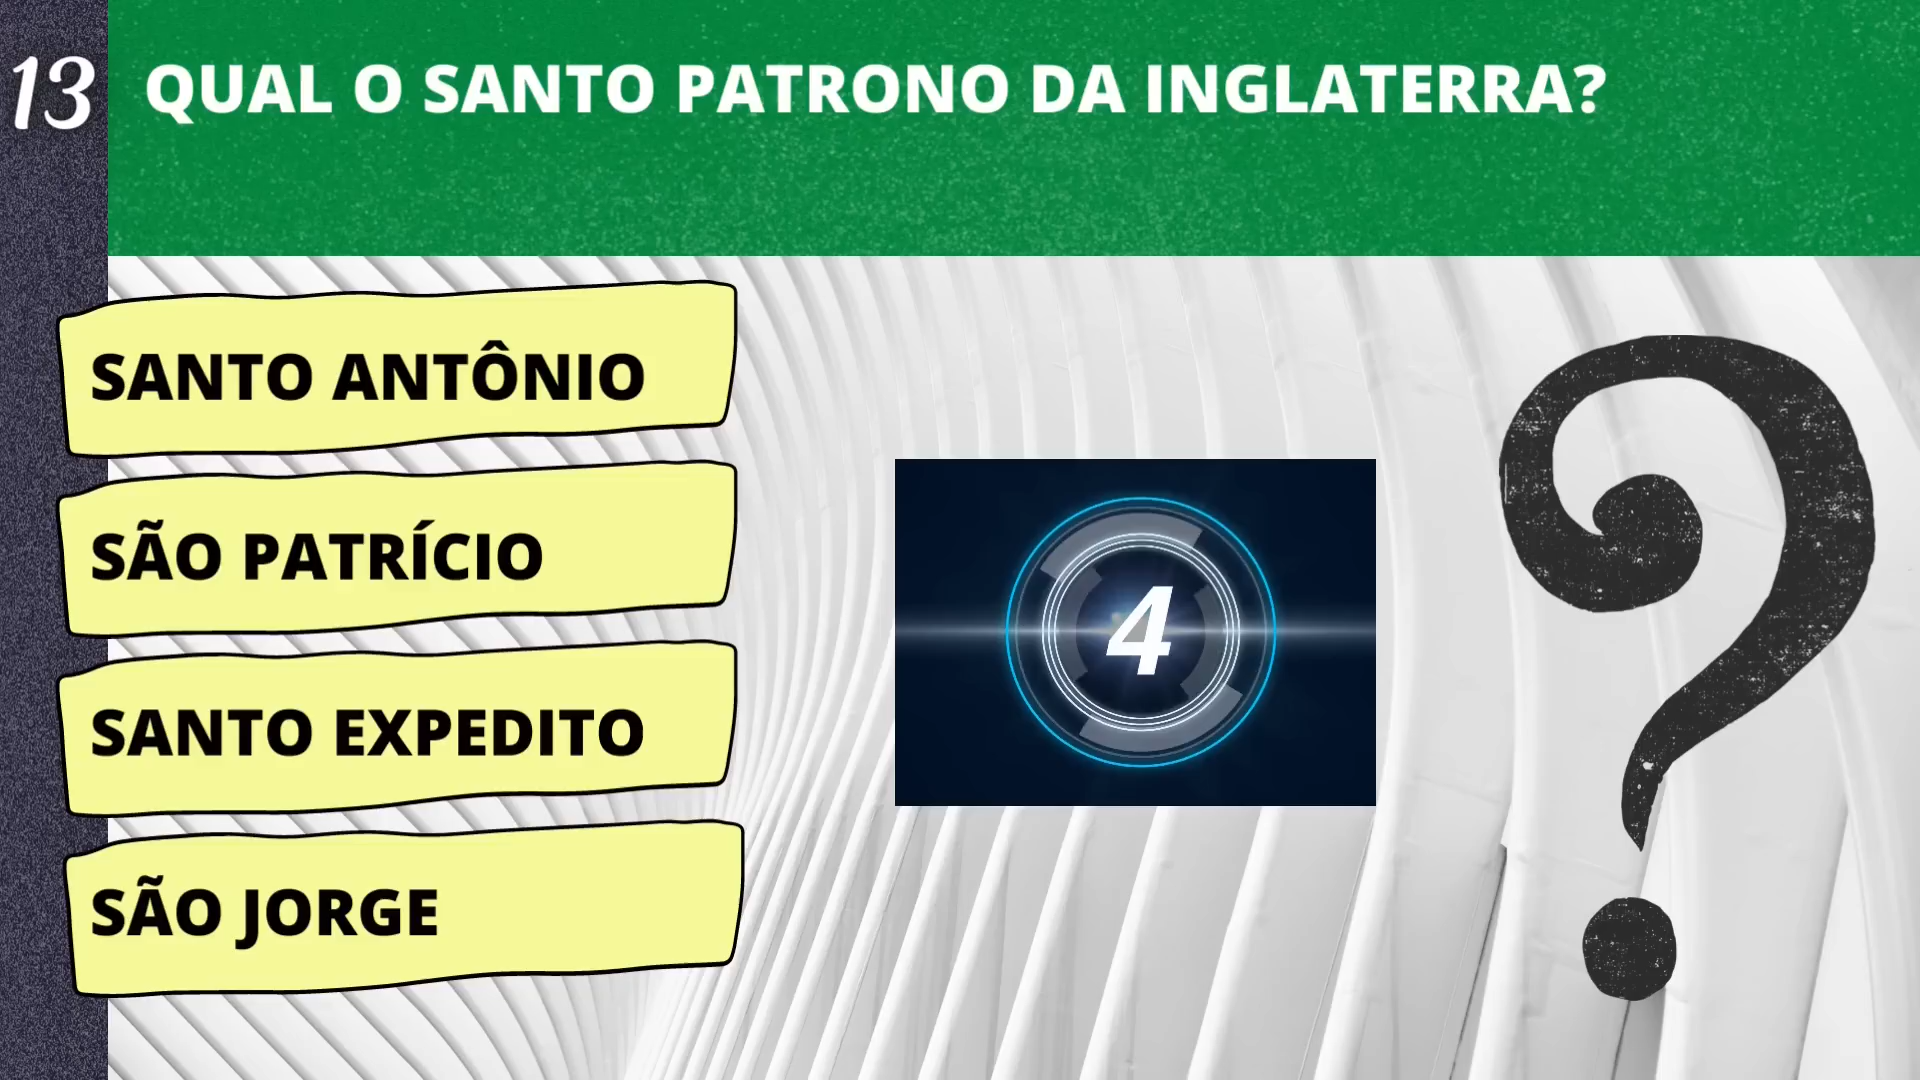 13
QUAL O SANTO PATRONO DA INGLATERRA?
SANTO ANTÔNIO
SÃO PATRÍCIO
SANTO EXPEDITO
SÃO JORGE
4
?